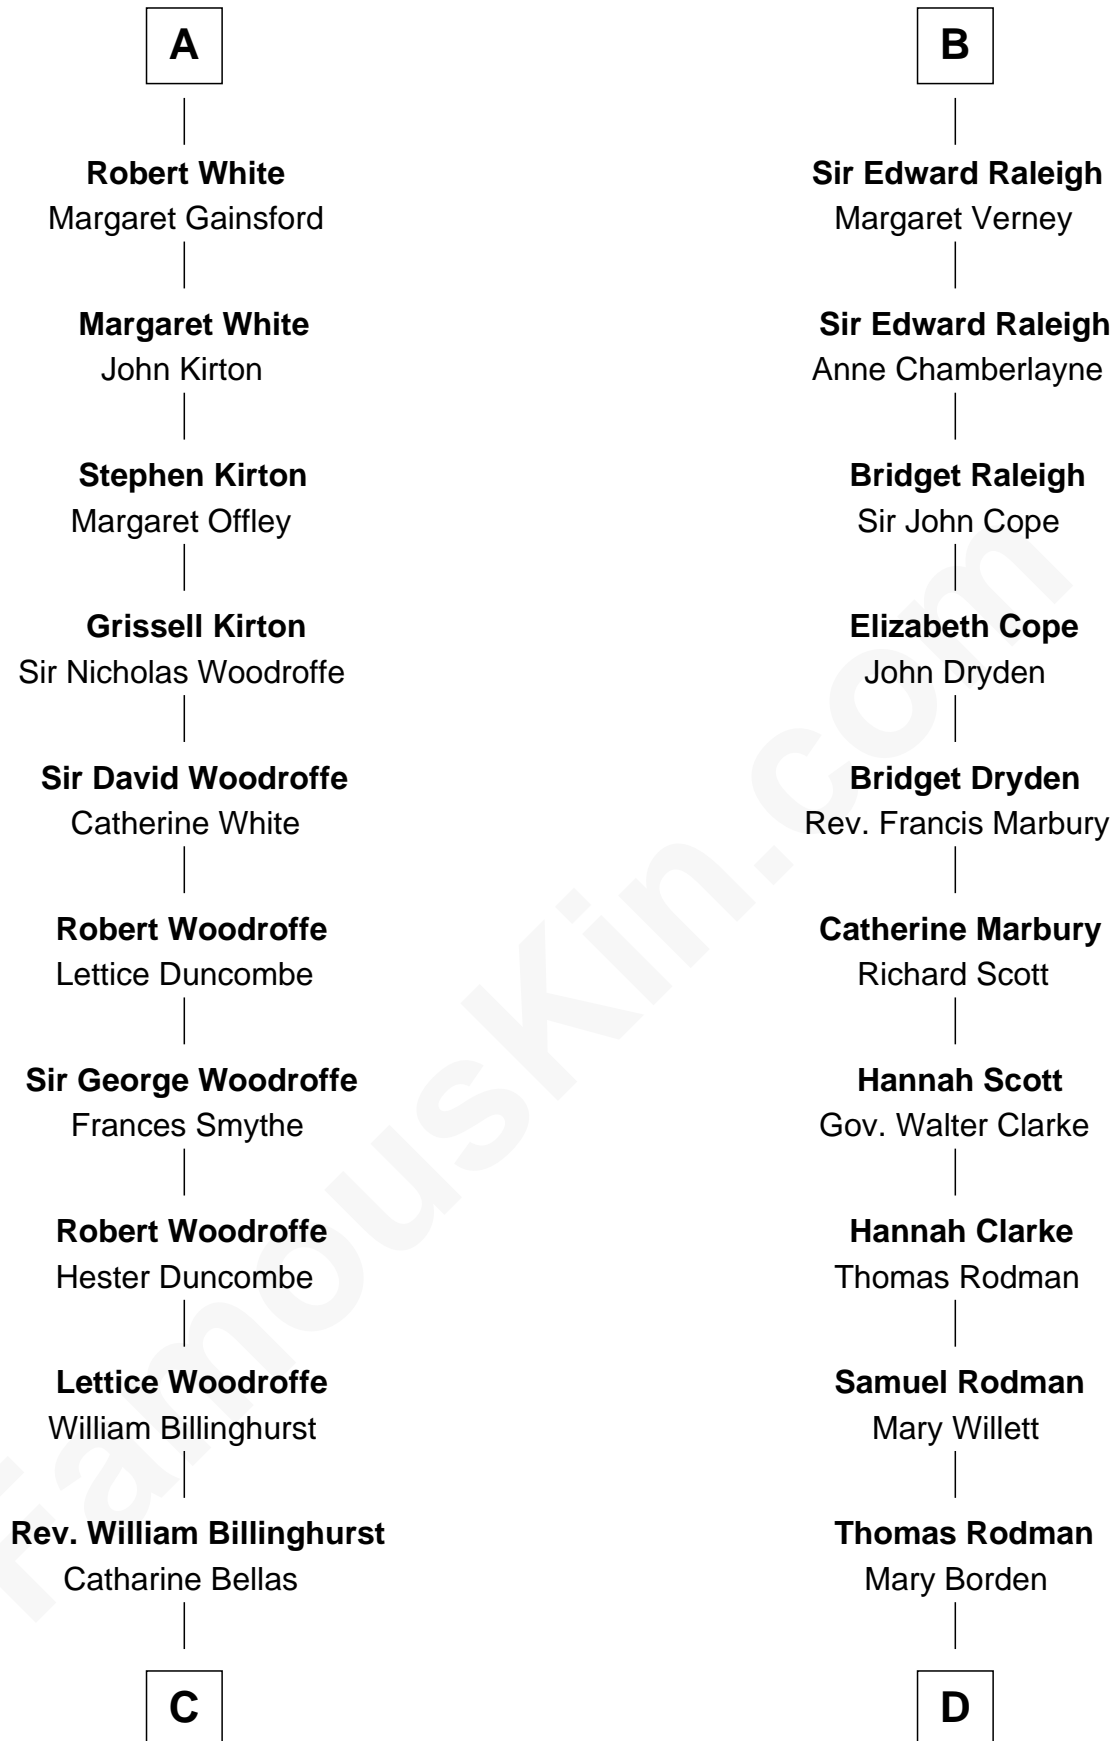 A
Robert White
Margaret Gainsford
Margaret White
John Kirton
Stephen Kirton
Margaret Offley
Grissell Kirton
Sir Nicholas Woodroffe
Sir David Woodroffe
Catherine White
Robert Woodroffe
Lettice Duncombe
Sir George Woodroffe
Frances Smythe
Robert Woodroffe
Hester Duncombe
Lettice Woodroffe
William Billinghurst
Rev. William Billinghurst
Catharine Bellas
C
B
Sir Edward Raleigh
Margaret Verney
Sir Edward Raleigh
Anne Chamberlayne
Bridget Raleigh
Sir John Cope
Elizabeth Cope
John Dryden
Bridget Dryden
Rev. Francis Marbury
Catherine Marbury
Richard Scott
Hannah Scott
Gov. Walter Clarke
Hannah Clarke
Thomas Rodman
Samuel Rodman
Mary Willett
Thomas Rodman
Mary Borden
D
FamousKin.com